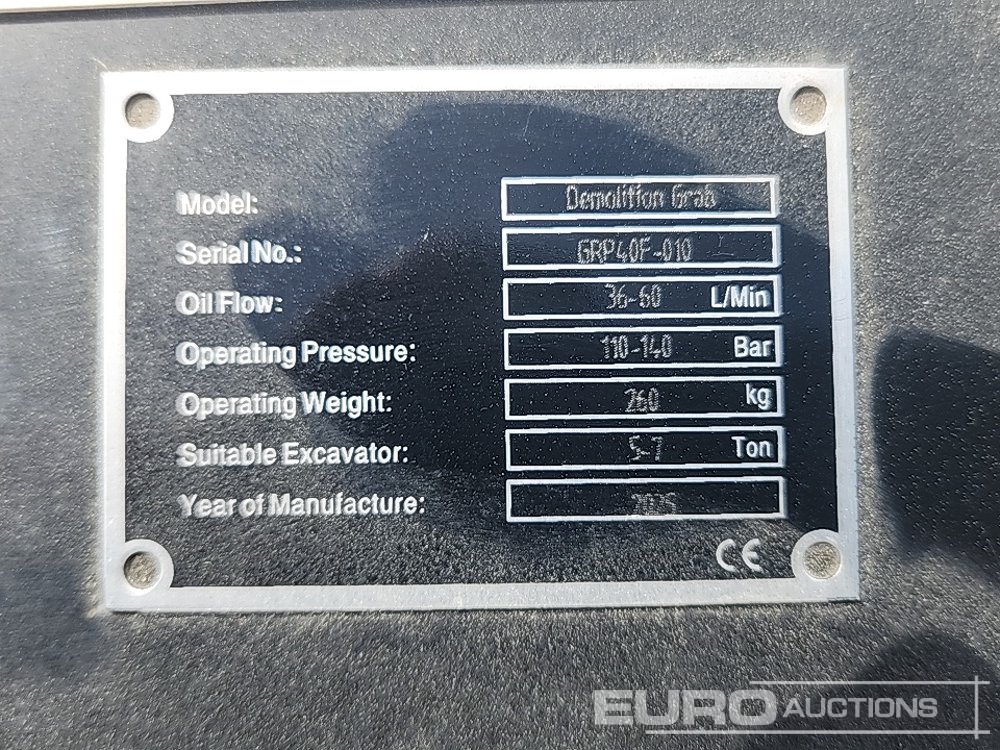 Model: Demolition Grab
Serial No.: GRP40F-010
Oil Flow: 36-60 L/Min
Operating Pressure: 110-140 Bar
Operating Weight: 260 kg
Suitable Excavator: 5-7 Ton
Year of Manufacture: 2025
CE
EURO AUCTIONS